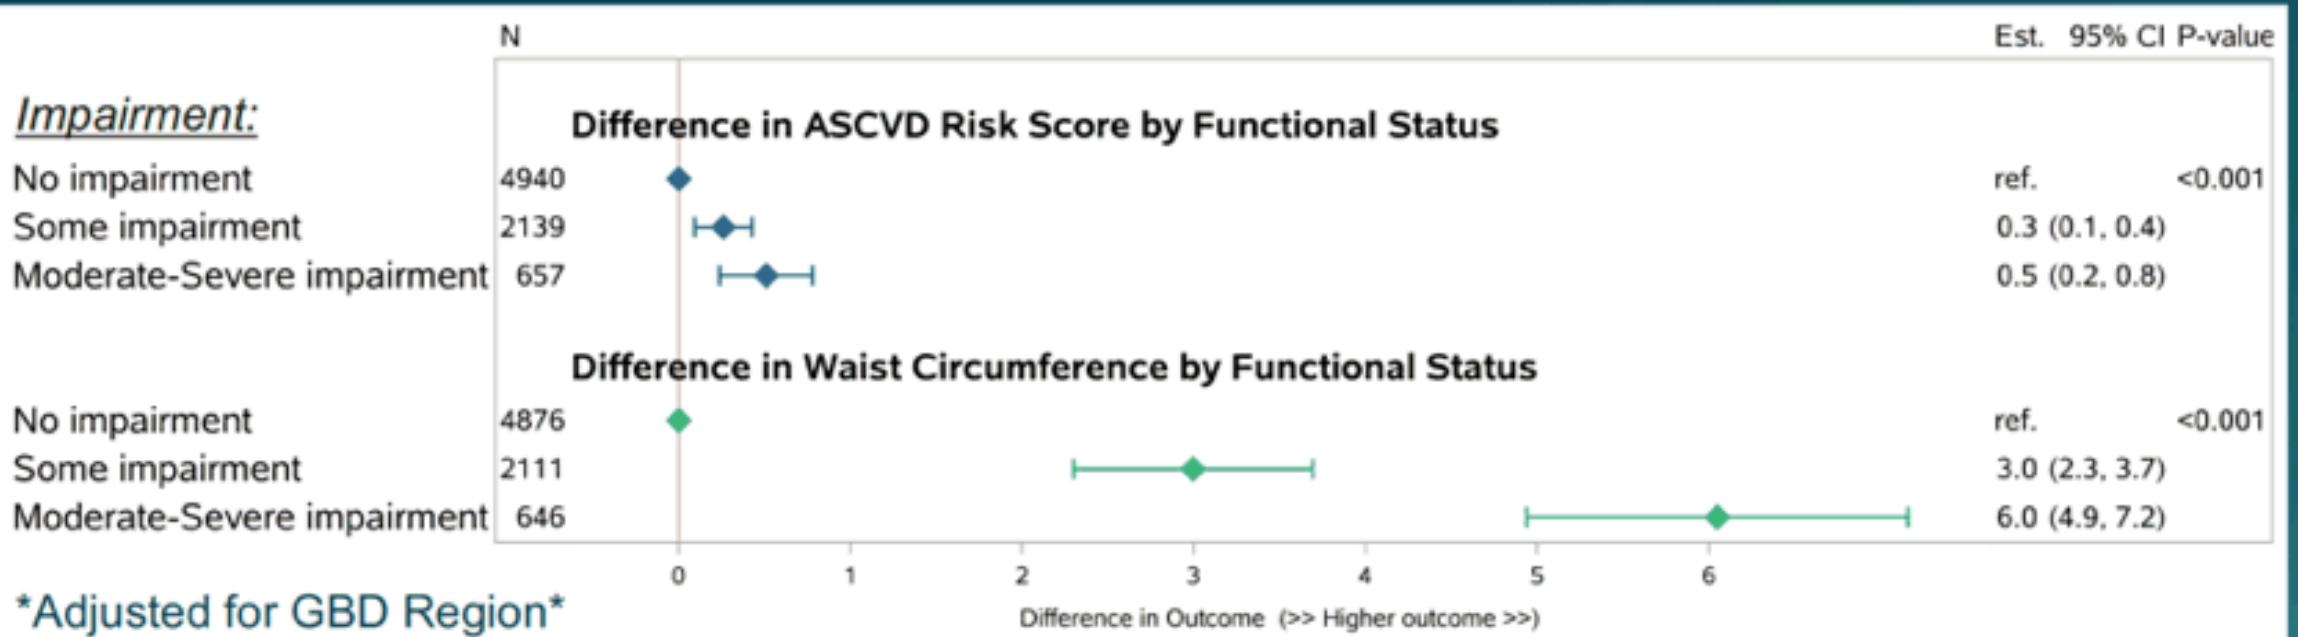 N Est. 95% CI P-value
Impairment:
Difference in ASCVD Risk Score by Functional Status
No impairment 4940 ref. <0.001
Some impairment 2139 0.3 (0.1, 0.4)
Moderate-Severe impairment 657 0.5 (0.2, 0.8)
Difference in Waist Circumference by Functional Status
No impairment 4876 ref. <0.001
Some impairment 2111 3.0 (2.3, 3.7)
Moderate-Severe impairment 646 6.0 (4.9, 7.2)
0 1 2 3 4 5 6
*Adjusted for GBD Region*
Difference in Outcome (>> Higher outcome >>)